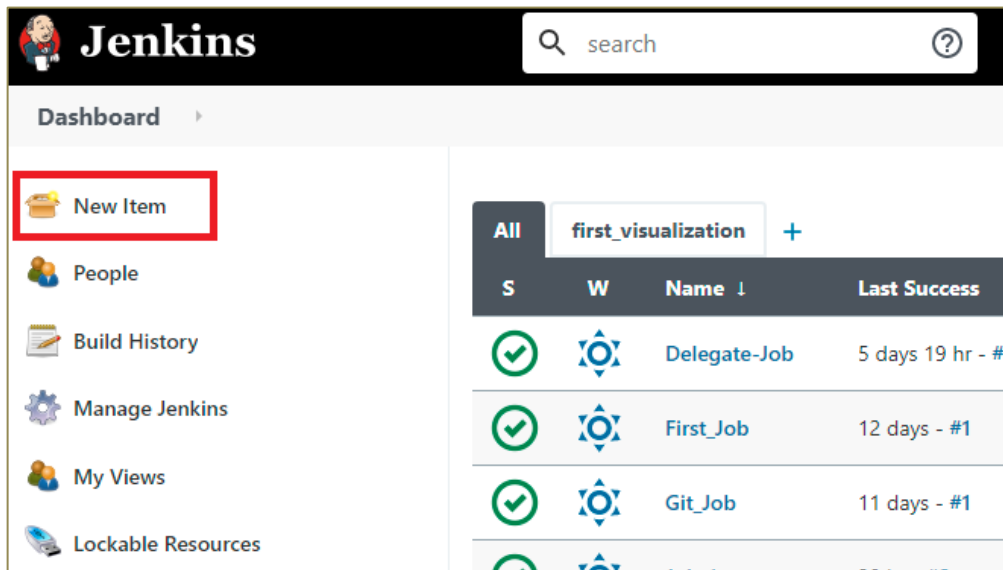 Jenkins
search
Dashboard
New Item
People
Build History
Manage Jenkins
My Views
Lockable Resources
All first_visualization +
S W Name ↓ Last Success
Delegate-Job 5 days 19 hr - #
First_Job 12 days - #1
Git_Job 11 days - #1